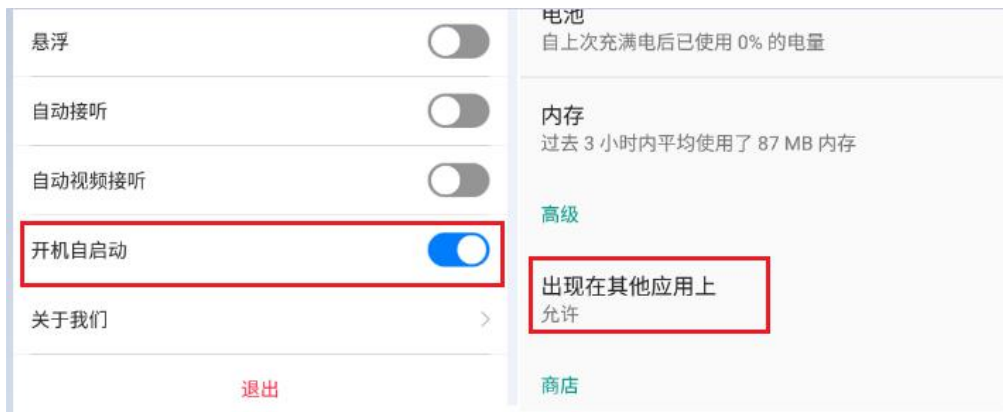 悬浮
自动接听
自动视频接听
开机自启动
关于我们
退出
电池
自上次充满电后已使用 0% 的电量
内存
过去 3 小时内平均使用了 87 MB 内存
高级
出现在其他应用上
允许
商店